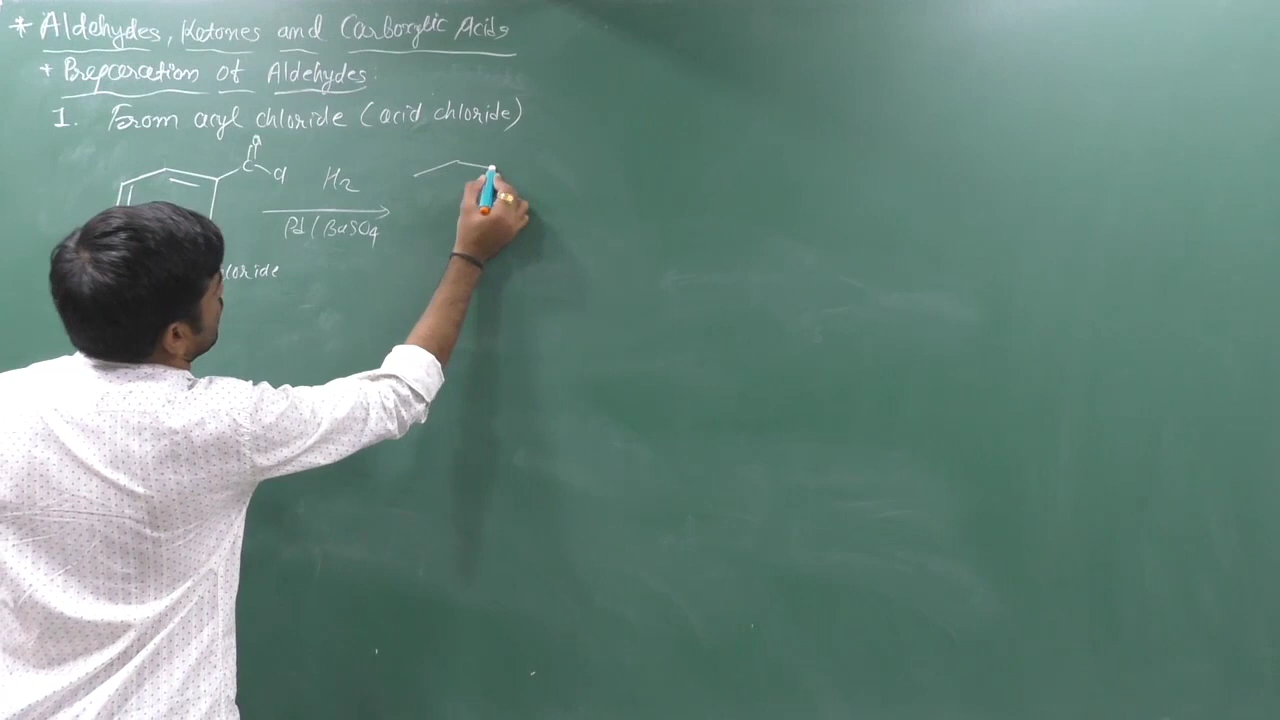 * Aldehydes, Ketones and Carboxylic Acids
+ Preparation of Aldehydes:
1. From acyl chloride (acid chloride)
O
C Cl
H2
Pd/BaSO4
loride